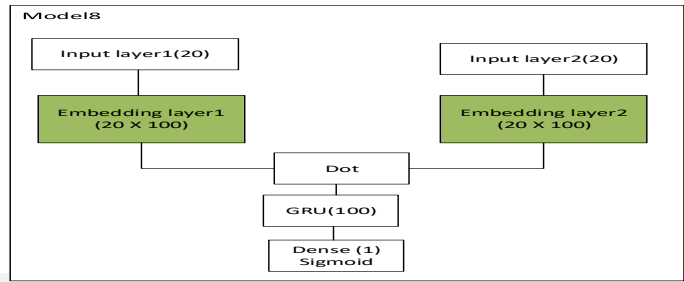 Model8
Input layer1(20)
Input layer2(20)
Embedding layer1
(20 X 100)
Embedding layer2
(20 X 100)
Dot
GRU(100)
Dense (1)
Sigmoid